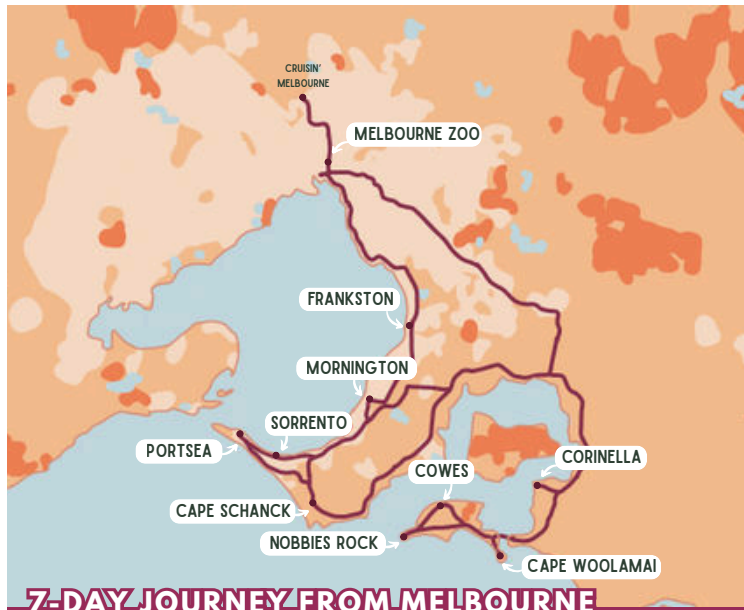 CRUISIN'
MELBOURNE
MELBOURNE ZOO
FRANKSTON
MORNINGTON
SORRENTO
PORTSEA
COWES
CORINELLA
CAPE SCHANCK
NOBBIES ROCK
CAPE WOOLAMAI
7-DAY JOURNEY FROM MELBOURNE